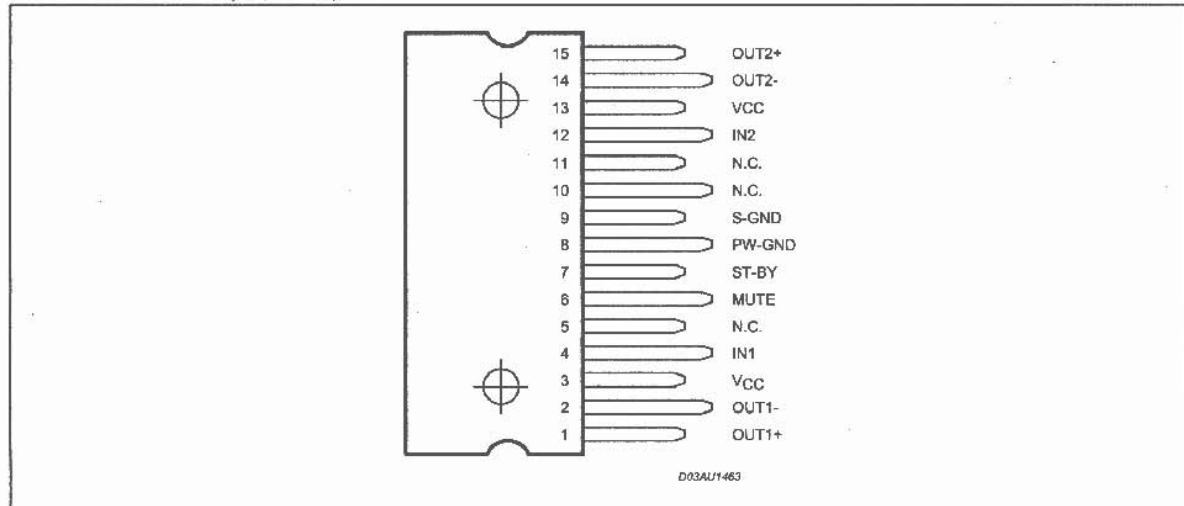 15 OUT2+
14 OUT2-
13 VCC
12 IN2
11 N.C.
10 N.C.
9 S-GND
8 PW-GND
7 ST-BY
6 MUTE
5 N.C.
4 IN1
3 VCC
2 OUT1-
1 OUT1+
D03AU1463